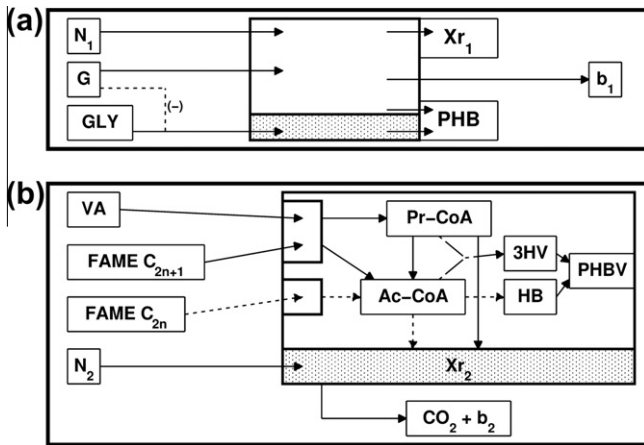 (a)
N1
Xr1
G
b1
(-)
GLY
PHB
(b)
VA
Pr-CoA
FAME C2n+1
3HV
PHBV
Ac-CoA
HB
FAME C2n
N2
Xr2
CO2 + b2